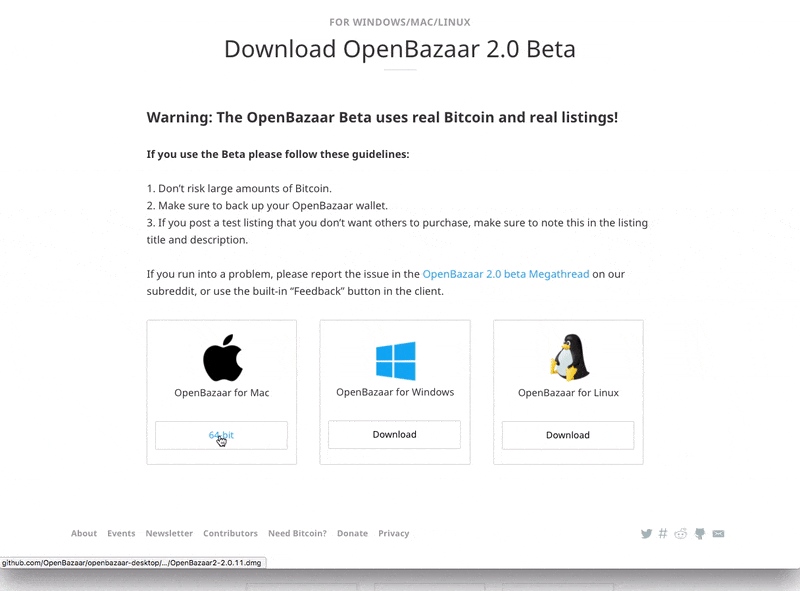 FOR WINDOWS/MAC/LINUX
Download OpenBazaar 2.0 Beta
Warning: The OpenBazaar Beta uses real Bitcoin and real listings!
If you use the Beta please follow these guidelines:
1. Don’t risk large amounts of Bitcoin.
2. Make sure to back up your OpenBazaar wallet.
3. If you post a test listing that you don’t want others to purchase, make sure to note this in the listing
title and description.
If you run into a problem, please report the issue in the OpenBazaar 2.0 beta Megathread on our
subreddit, or use the built-in “Feedback” button in the client.
OpenBazaar for Mac
OpenBazaar for Windows
OpenBazaar for Linux
64 bit
Download
Download
About Events Newsletter Contributors Need Bitcoin? Donate Privacy
github.com/OpenBazaar/openbazaar-desktop/.../OpenBazaar2-2.0.11.dmg